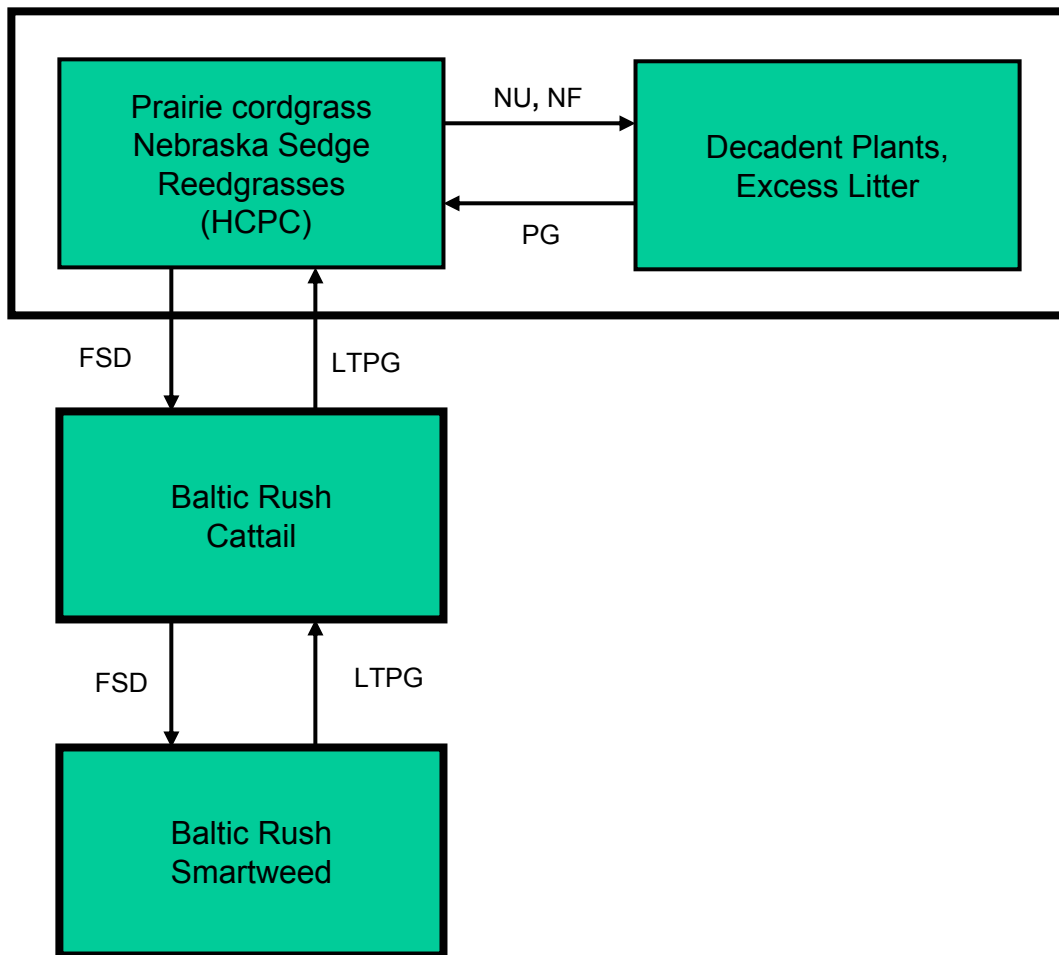 Prairie cordgrass
Nebraska Sedge
Reedgrasses
(HCPC)
NU, NF
PG
Decadent Plants,
Excess Litter
FSD
LTPG
Baltic Rush
Cattail
FSD
LTPG
Baltic Rush
Smartweed